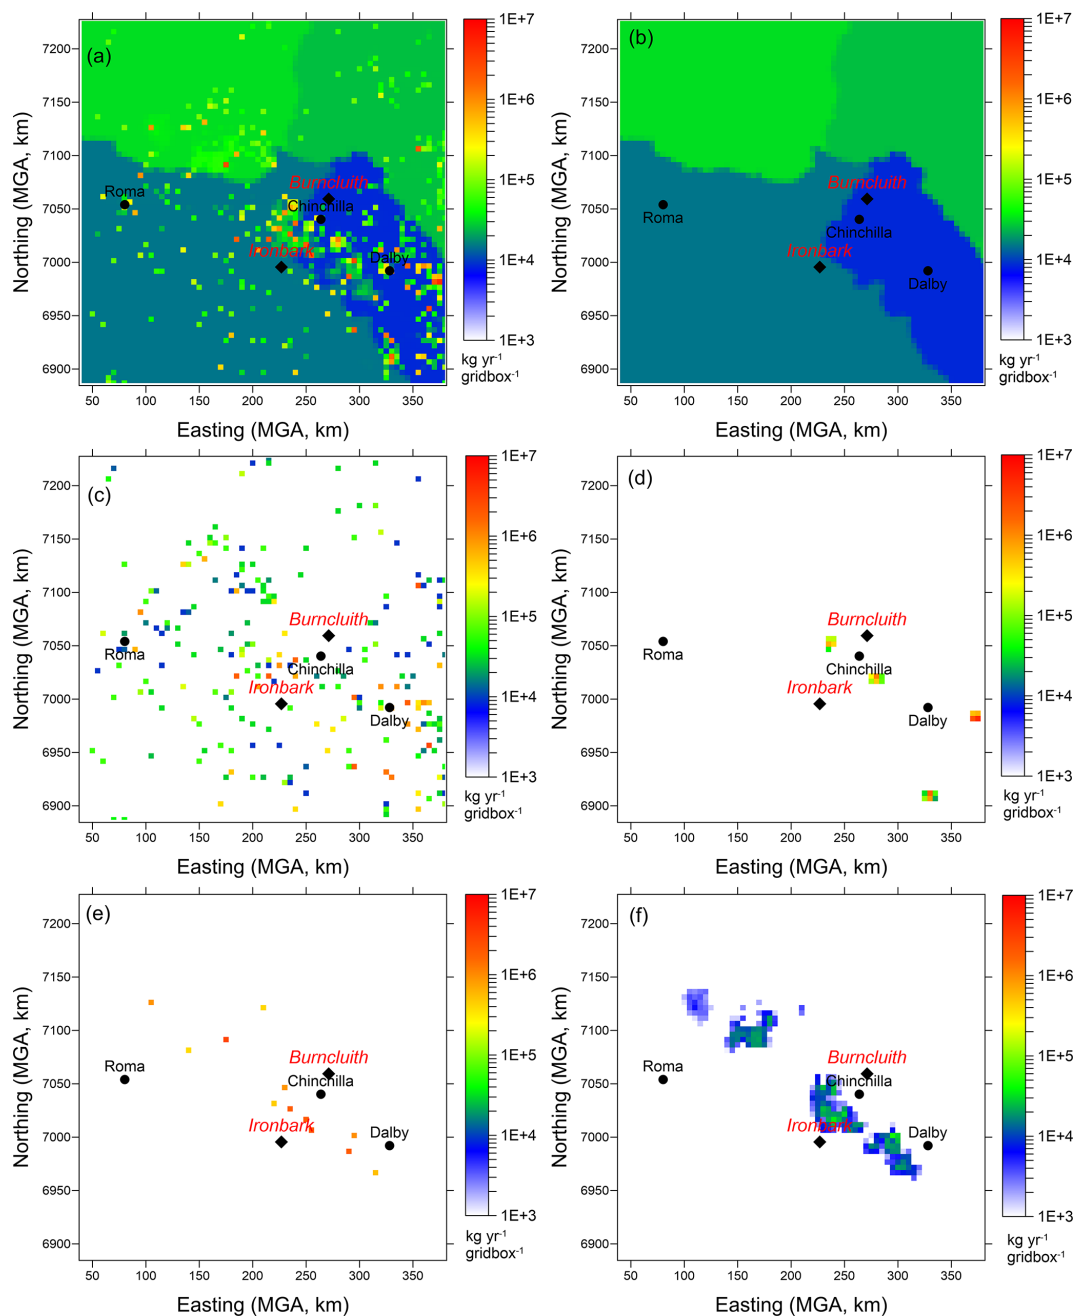 (a)
7200
7150
7100
7050
7000
6950
6900
Northing (MGA, km)
Burncluith
Roma
Chinchilla
Ironbark
Dalby
50 100 150 200 250 300 350
Easting (MGA, km)
1E+7
1E+6
1E+5
1E+4
1E+3
kg yr-1
gridbox-1
(b)
7200
7150
7100
7050
7000
6950
6900
Northing (MGA, km)
Burncluith
Roma
Chinchilla
Ironbark
Dalby
50 100 150 200 250 300 350
Easting (MGA, km)
1E+7
1E+6
1E+5
1E+4
1E+3
kg yr-1
gridbox-1
(c)
7200
7150
7100
7050
7000
6950
6900
Northing (MGA, km)
Burncluith
Roma
Chinchilla
Ironbark
Dalby
50 100 150 200 250 300 350
Easting (MGA, km)
1E+7
1E+6
1E+5
1E+4
1E+3
kg yr-1
gridbox-1
(d)
7200
7150
7100
7050
7000
6950
6900
Northing (MGA, km)
Burncluith
Roma
Chinchilla
Ironbark
Dalby
50 100 150 200 250 300 350
Easting (MGA, km)
1E+7
1E+6
1E+5
1E+4
1E+3
kg yr-1
gridbox-1
(e)
7200
7150
7100
7050
7000
6950
6900
Northing (MGA, km)
Burncluith
Roma
Chinchilla
Ironbark
Dalby
50 100 150 200 250 300 350
Easting (MGA, km)
1E+7
1E+6
1E+5
1E+4
1E+3
kg yr-1
gridbox-1
(f)
7200
7150
7100
7050
7000
6950
6900
Northing (MGA, km)
Burncluith
Roma
Chinchilla
Ironbark
Dalby
50 100 150 200 250 300 350
Easting (MGA, km)
1E+7
1E+6
1E+5
1E+4
1E+3
kg yr-1
gridbox-1